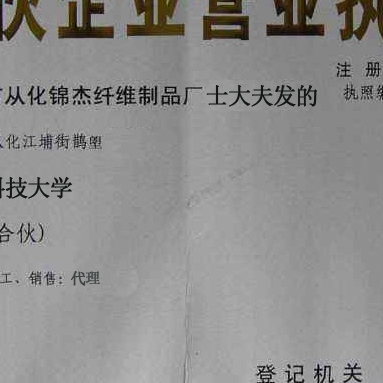 伙企业营业执
注册
从化锦杰纤维制品厂士大夫发的
执照编
从化江埔街鹊塱
科技大学
合伙)
工、销售：代理
登记机关